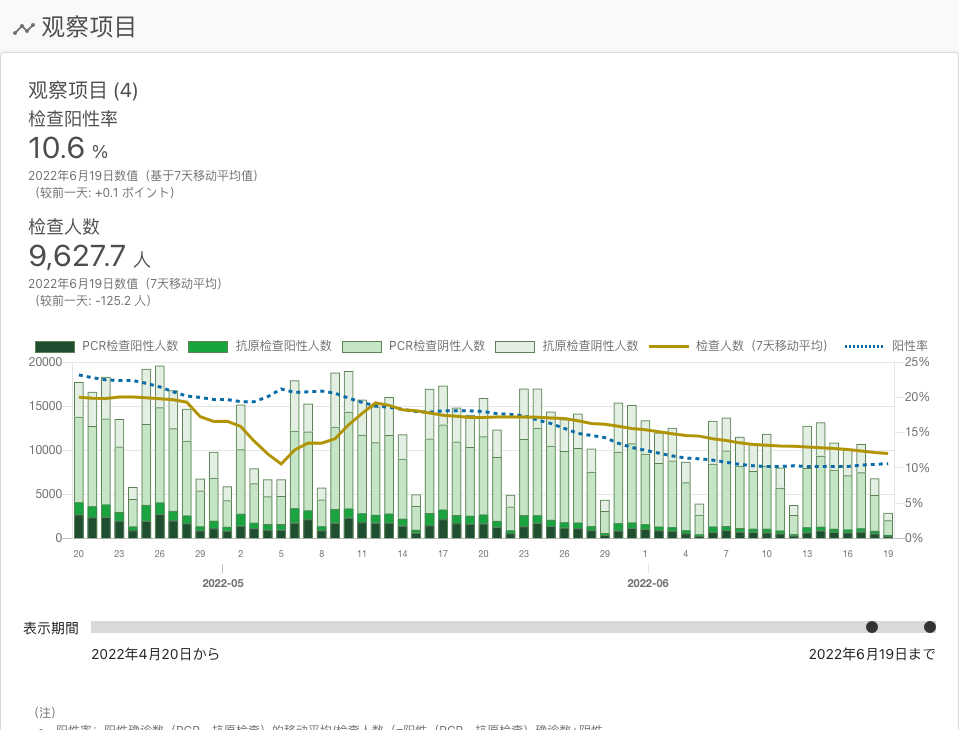 观察项目
观察项目 (4)
检查阳性率
10.6 %
2022年6月19日数值（基于7天移动平均值）
（较前一天: +0.1 ポイント）
检查人数
9,627.7 人
2022年6月19日数值（7天移动平均）
（较前一天: -125.2 人）
PCR检查阳性人数 抗原检查阳性人数 PCR检查阴性人数 抗原检查阴性人数 检查人数（7天移动平均） 阳性率
20000 25%
20%
15000
15%
10000
10%
5000
5%
0 0%
20 23 26 29 2 5 8 11 14 17 20 23 26 29 1 4 7 10 13 16 19
2022-05 2022-06
表示期間
2022年4月20日から 2022年6月19日まで
（注）